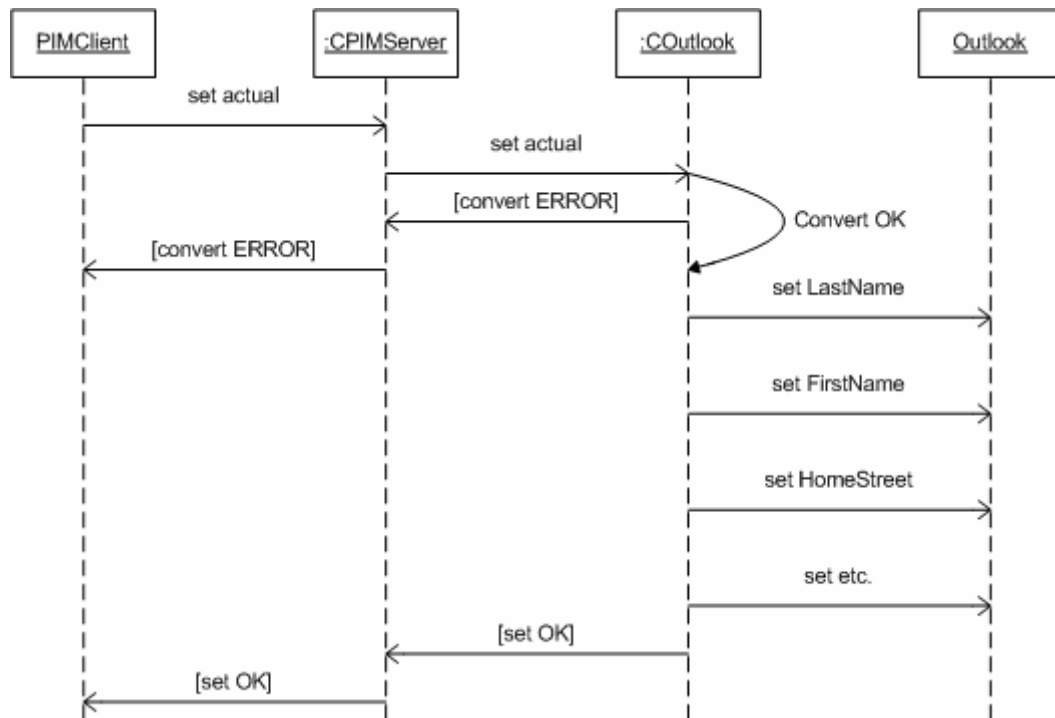 PIMClient
:CPIMServer
:COutlook
Outlook
set actual
set actual
[convert ERROR]
Convert OK
[convert ERROR]
set LastName
set FirstName
set HomeStreet
set etc.
[set OK]
[set OK]